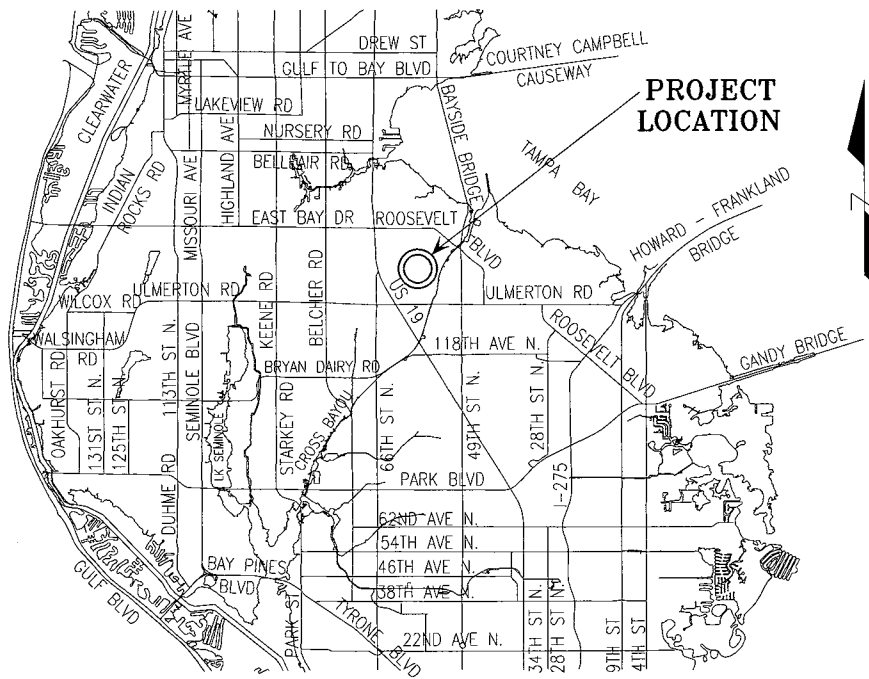 DREW ST
COURTNEY CAMPBELL
CAUSEWAY
GULF TO BAY BLVD
MYRTLE AVE
CLEARWATER
LAKEVIEW RD
HIGHLAND AVE
NURSERY RD
BELLEAIR RD
BAYSIDE BRIDGE
PROJECT
LOCATION
TAMPA BAY
INDIAN
ROCKS RD
MISSOURI AVE
EAST BAY DR
ROOSEVELT
BLVD
HOWARD - FRANKLAND
BRIDGE
ULMERTON RD
WILCOX RD
KEENE RD
BELCHER RD
US 19
ULMERTON RD
WALSINGHAM
RD
113TH ST N.
SEMINOLE BLVD
BRYAN DAIRY RD
118TH AVE N.
ROOSEVELT BLVD
GANDY BRIDGE
OAKHURST RD
131ST ST N.
125TH ST N.
LK SEMINOLE
STARKEY RD
CROSS BAYOU
66TH ST N.
49TH ST N.
28TH ST N.
DUHME RD
PARK BLVD
I-275
62ND AVE N.
54TH AVE N.
46TH AVE N.
38TH AVE N.
BAY PINES
BLVD
GULF BLVD
PARK ST
TYRONE BLVD
22ND AVE N.
34TH ST N.
28TH ST N.
9TH ST
4TH ST